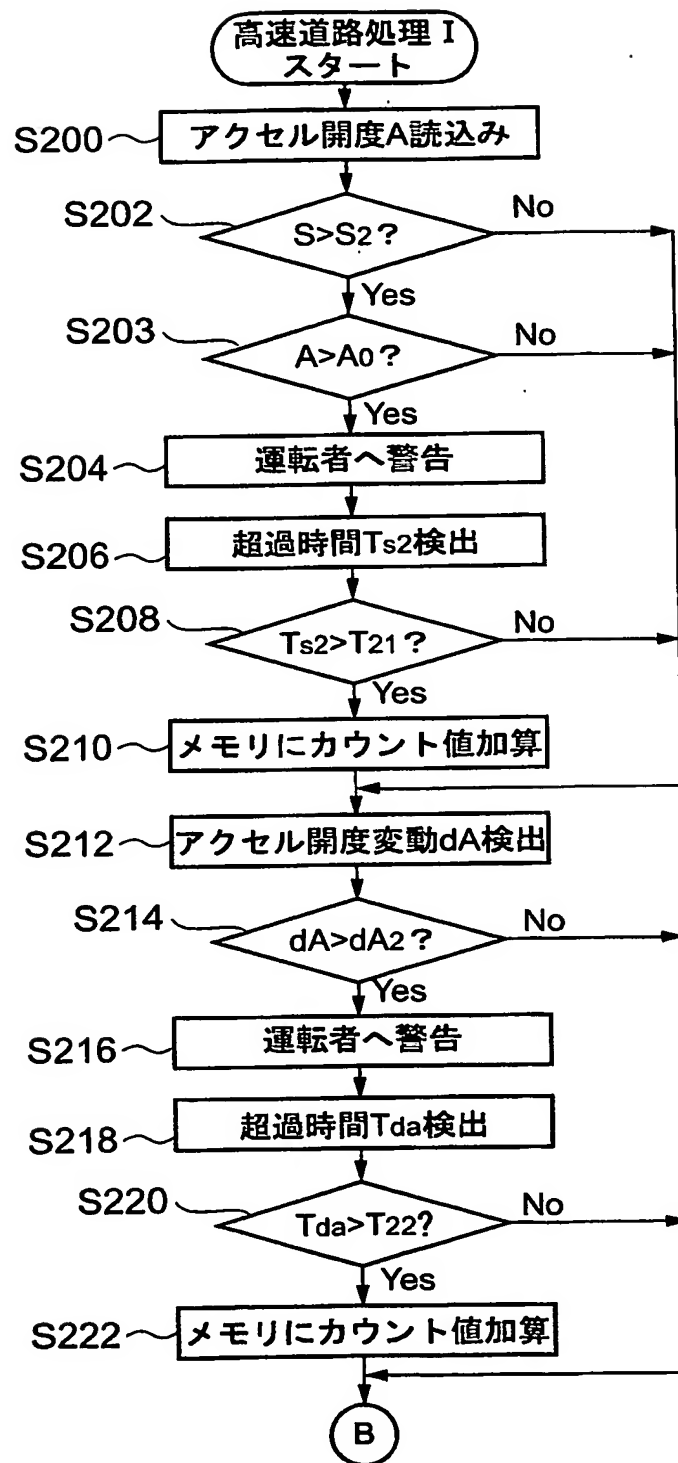 高速道路処理 I
スタート
S200
アクセル開度A読込み
S202
S>S2?
No
Yes
S203
A>A0?
No
Yes
S204
運転者へ警告
S206
超過時間Ts2検出
S208
Ts2>T21?
No
Yes
S210
メモリにカウント値加算
S212
アクセル開度変動dA検出
S214
dA>dA2?
No
Yes
S216
運転者へ警告
S218
超過時間Tda検出
S220
Tda>T22?
No
Yes
S222
メモリにカウント値加算
B